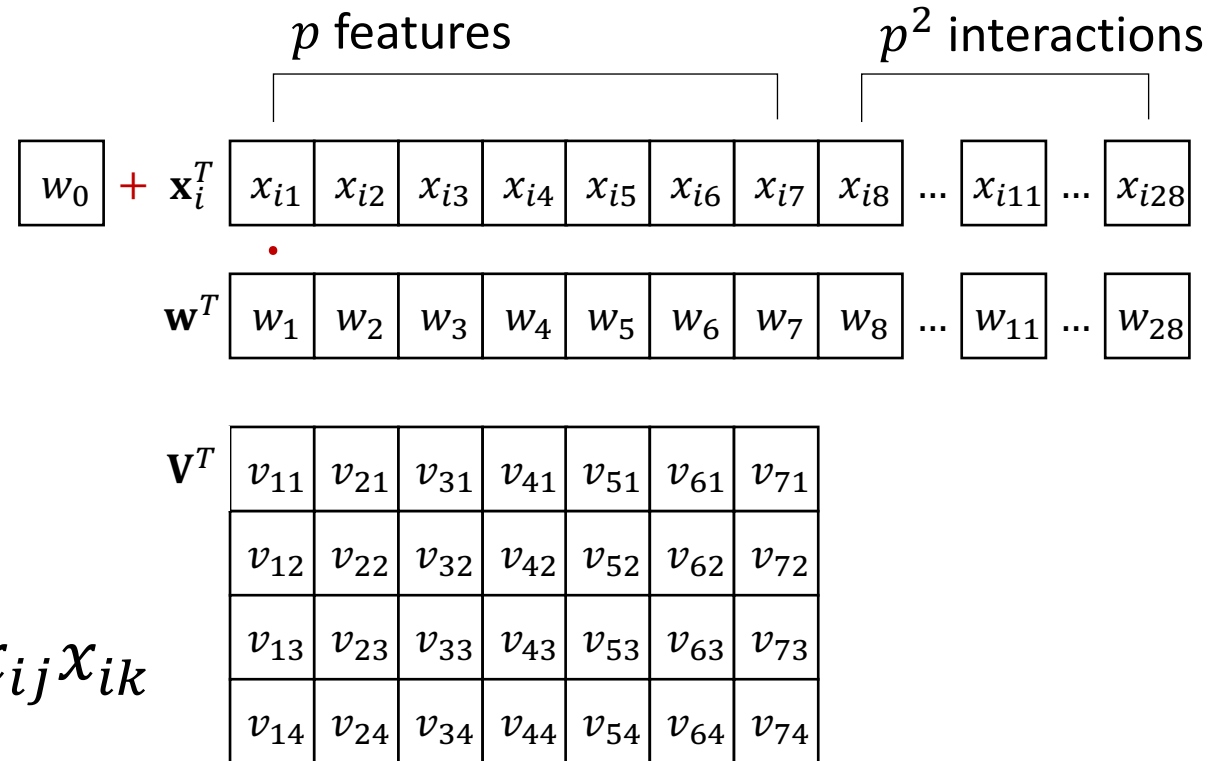 p features p² interactions
w₀ + xᵢᵀ xᵢ₁ xᵢ₂ xᵢ₃ xᵢ₄ xᵢ₅ xᵢ₆ xᵢ₇ xᵢ₈ ... xᵢ₁₁ ... xᵢ₂₈
·
wᵀ w₁ w₂ w₃ w₄ w₅ w₆ w₇ w₈ ... w₁₁ ... w₂₈
Vᵀ v₁₁ v₂₁ v₃₁ v₄₁ v₅₁ v₆₁ v₇₁
v₁₂ v₂₂ v₃₂ v₄₂ v₅₂ v₆₂ v₇₂
xᵢⱼxᵢₖ v₁₃ v₂₃ v₃₃ v₄₃ v₅₃ v₆₃ v₇₃
v₁₄ v₂₄ v₃₄ v₄₄ v₅₄ v₆₄ v₇₄